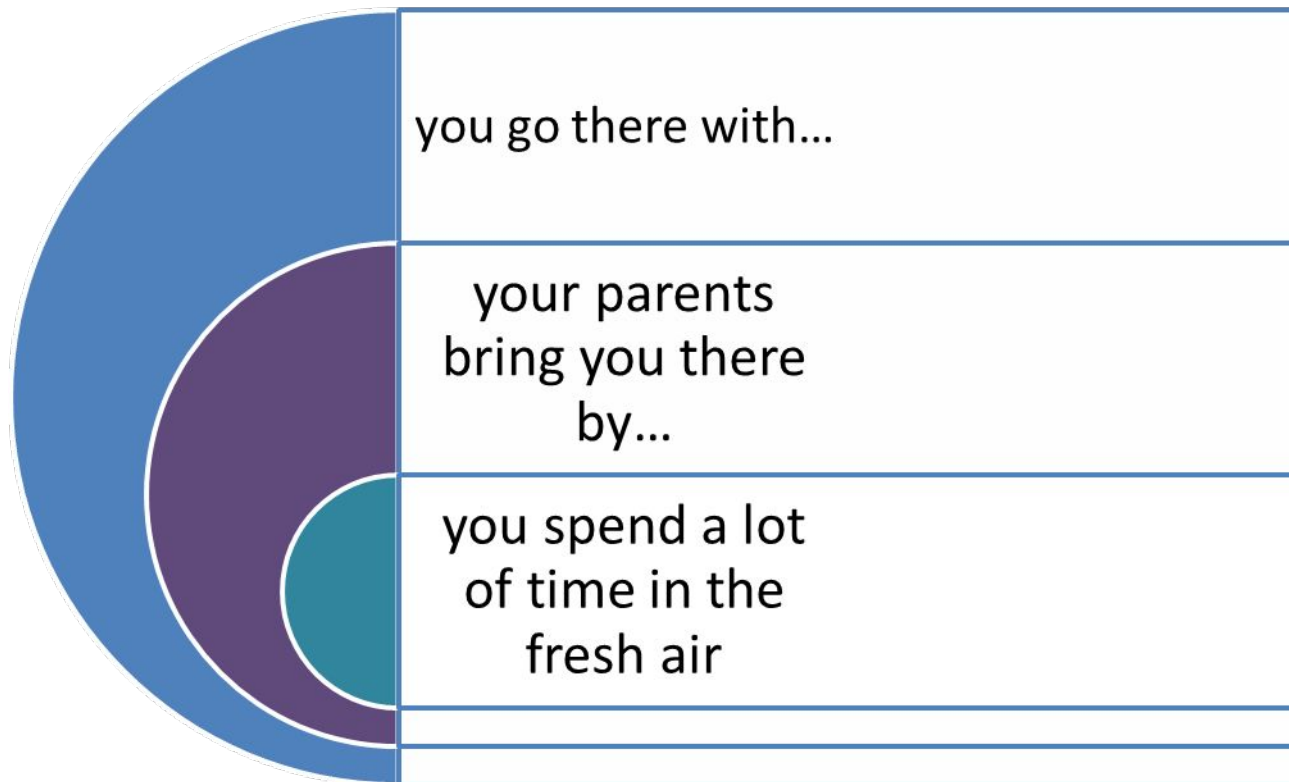 you go there with…
your parents
bring you there
by…
you spend a lot
of time in the
fresh air